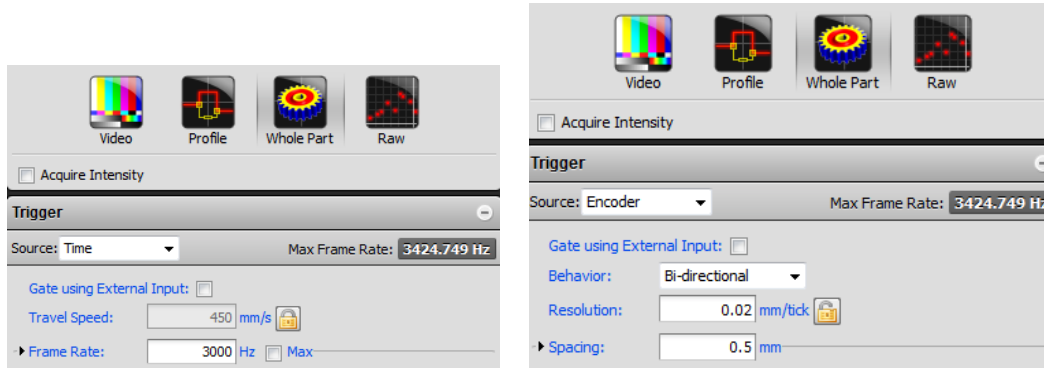 Video Profile Whole Part Raw
Acquire Intensity
Trigger
Source: Time Max Frame Rate: 3424.749 Hz
Gate using External Input:
Travel Speed: 450 mm/s
Frame Rate: 3000 Hz Max
Video Profile Whole Part Raw
Acquire Intensity
Trigger
Source: Encoder Max Frame Rate: 3424.749 Hz
Gate using External Input:
Behavior: Bi-directional
Resolution: 0.02 mm/tick
Spacing: 0.5 mm